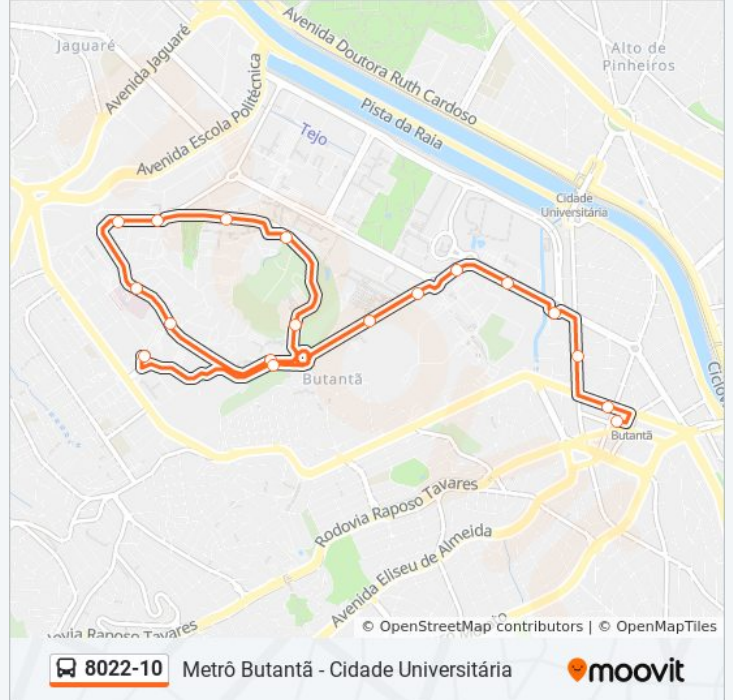 Jaguaré
Avenida Jaguaré
Avenida Escola Politécnica
Avenida Doutora Ruth Cardoso
Pista da Raia
Tejo
Alto de
Pinheiros
Cidade
Universitária
Butantã
Butantã
Rodovia Raposo Tavares
Avenida Eliseu de Almeida
© OpenStreetMap contributors | © OpenMapTiles
8022-10 Metrô Butantã - Cidade Universitária moovit